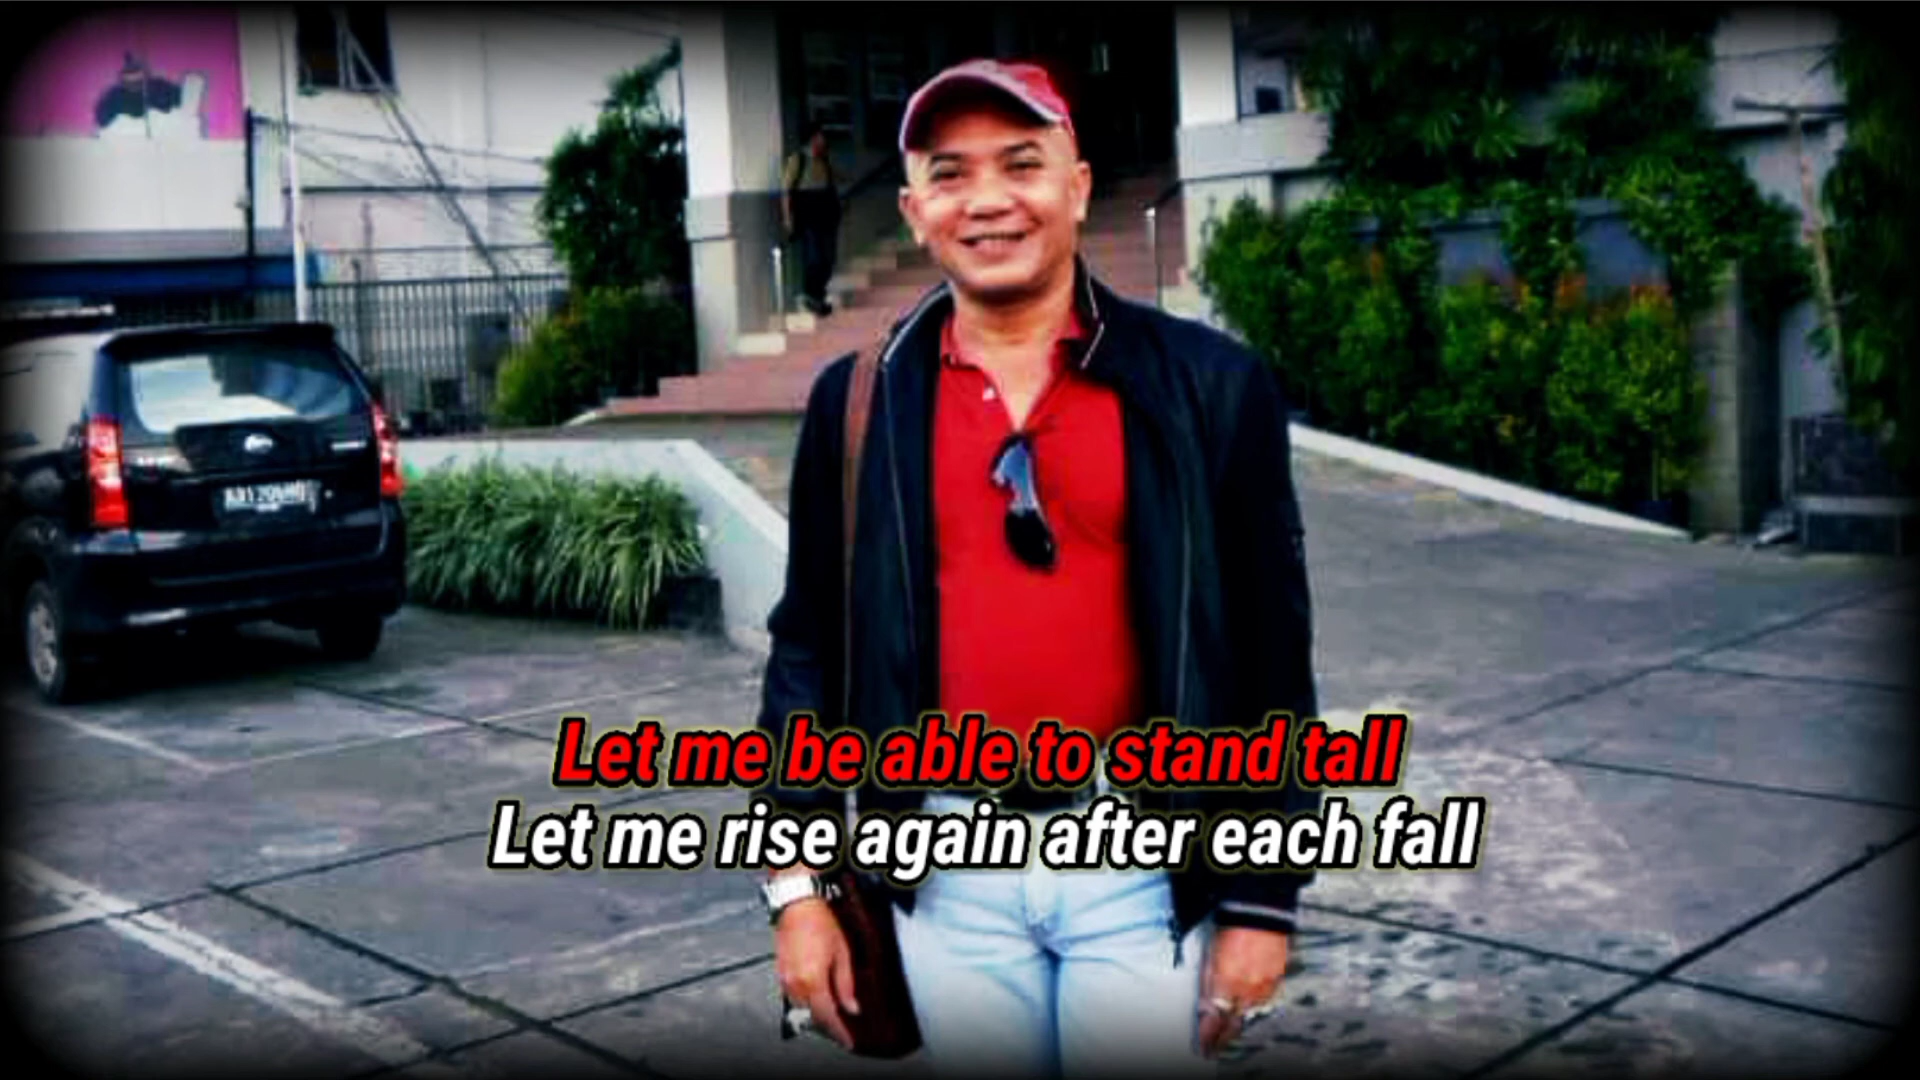 Let me be able to stand tall
Let me rise again after each fall